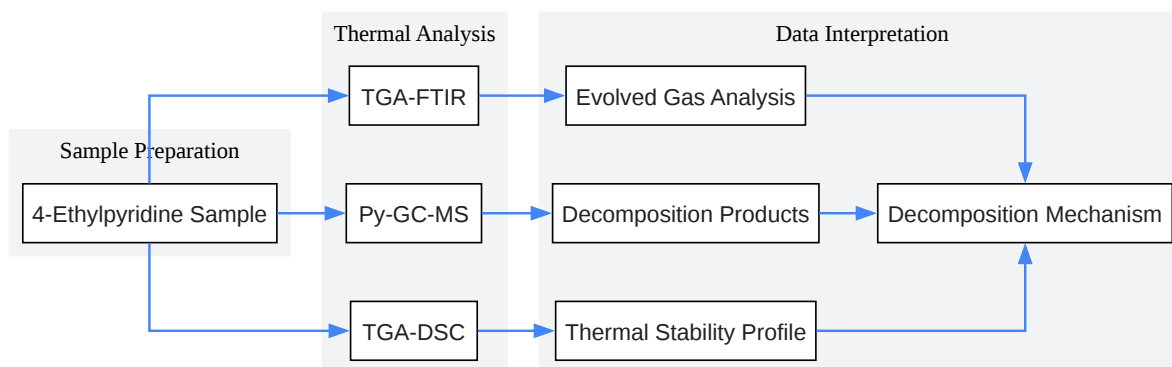 Thermal Analysis
Data Interpretation
TGA-FTIR
Evolved Gas Analysis
Sample Preparation
4-Ethylpyridine Sample
Py-GC-MS
Decomposition Products
Decomposition Mechanism
TGA-DSC
Thermal Stability Profile